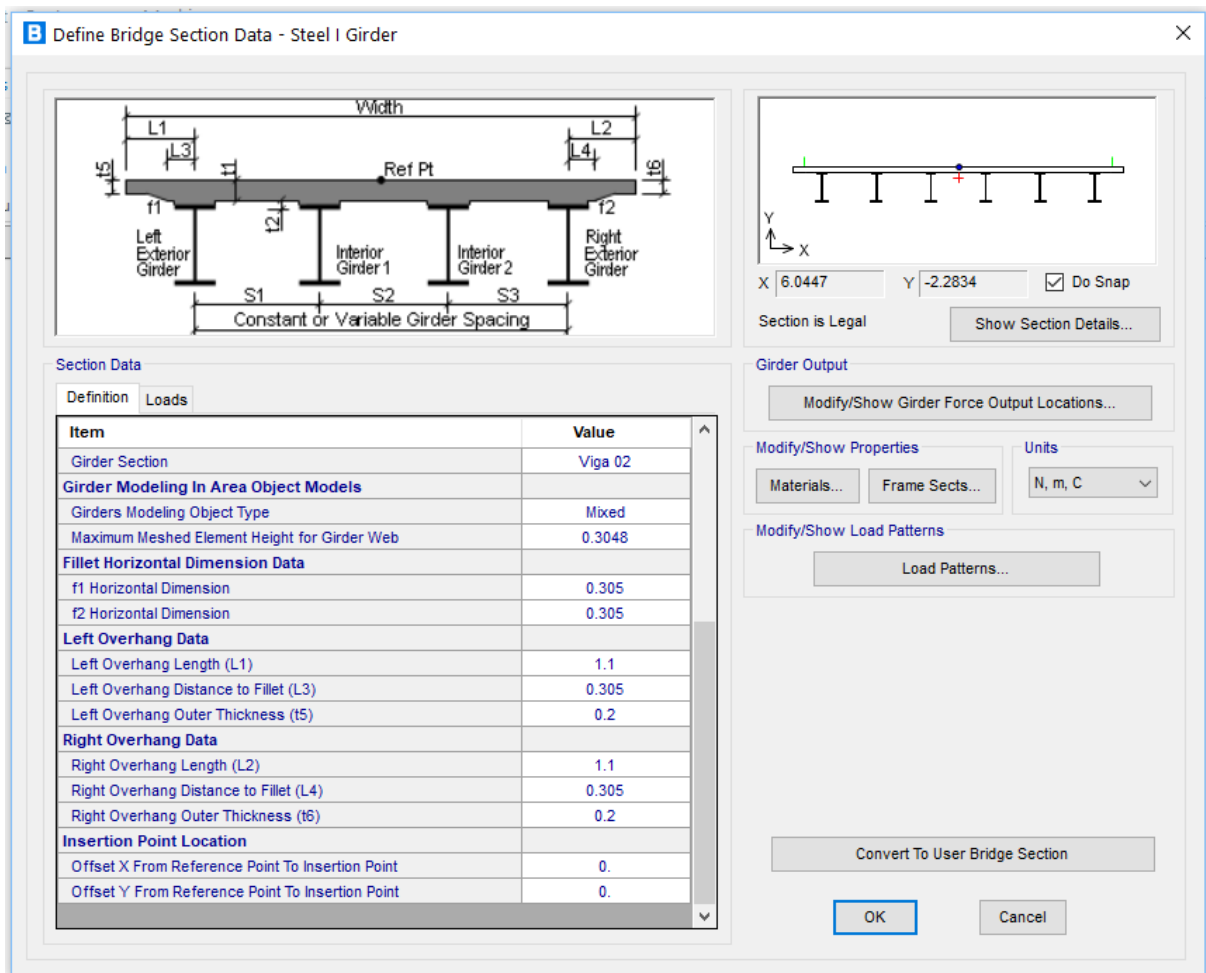 Define Bridge Section Data - Steel I Girder
Width
L1
L2
L3
L4
t5
t1
Ref Pt
t6
f1
t2
f2
Left
Exterior
Girder
Interior
Girder 1
Interior
Girder 2
Right
Exterior
Girder
S1
S2
S3
Constant or Variable Girder Spacing
Y
X
X 6.0447 Y -2.2834 Do Snap
Section is Legal Show Section Details...
Section Data
Definition Loads
Item Value
Girder Section Viga 02
Girder Modeling In Area Object Models
Girders Modeling Object Type Mixed
Maximum Meshed Element Height for Girder Web 0.3048
Fillet Horizontal Dimension Data
f1 Horizontal Dimension 0.305
f2 Horizontal Dimension 0.305
Left Overhang Data
Left Overhang Length (L1) 1.1
Left Overhang Distance to Fillet (L3) 0.305
Left Overhang Outer Thickness (t5) 0.2
Right Overhang Data
Right Overhang Length (L2) 1.1
Right Overhang Distance to Fillet (L4) 0.305
Right Overhang Outer Thickness (t6) 0.2
Insertion Point Location
Offset X From Reference Point To Insertion Point 0.
Offset Y From Reference Point To Insertion Point 0.
Girder Output
Modify/Show Girder Force Output Locations...
Modify/Show Properties
Materials... Frame Sects...
Units
N, m, C
Modify/Show Load Patterns
Load Patterns...
Convert To User Bridge Section
OK Cancel